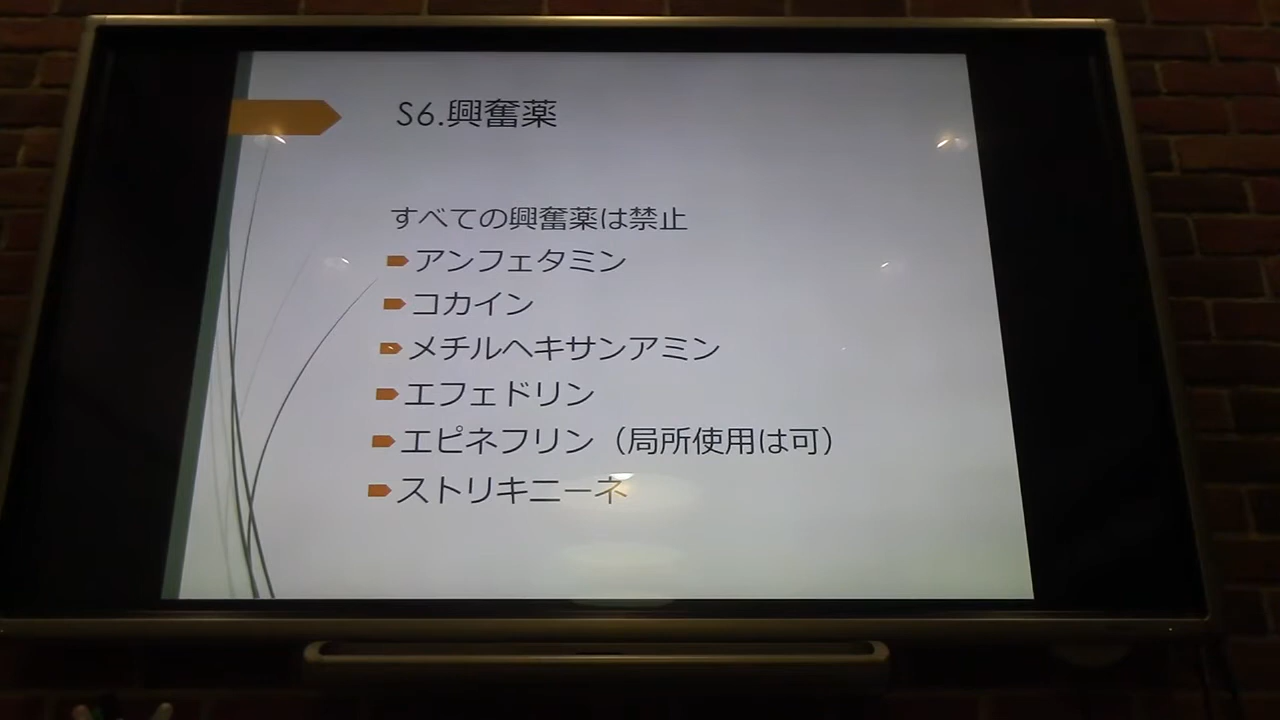 S6.興奮薬
すべての興奮薬は禁止
アンフェタミン
コカイン
メチルヘキサンアミン
エフェドリン
エピネフリン（局所使用は可）
ストリキニーネ